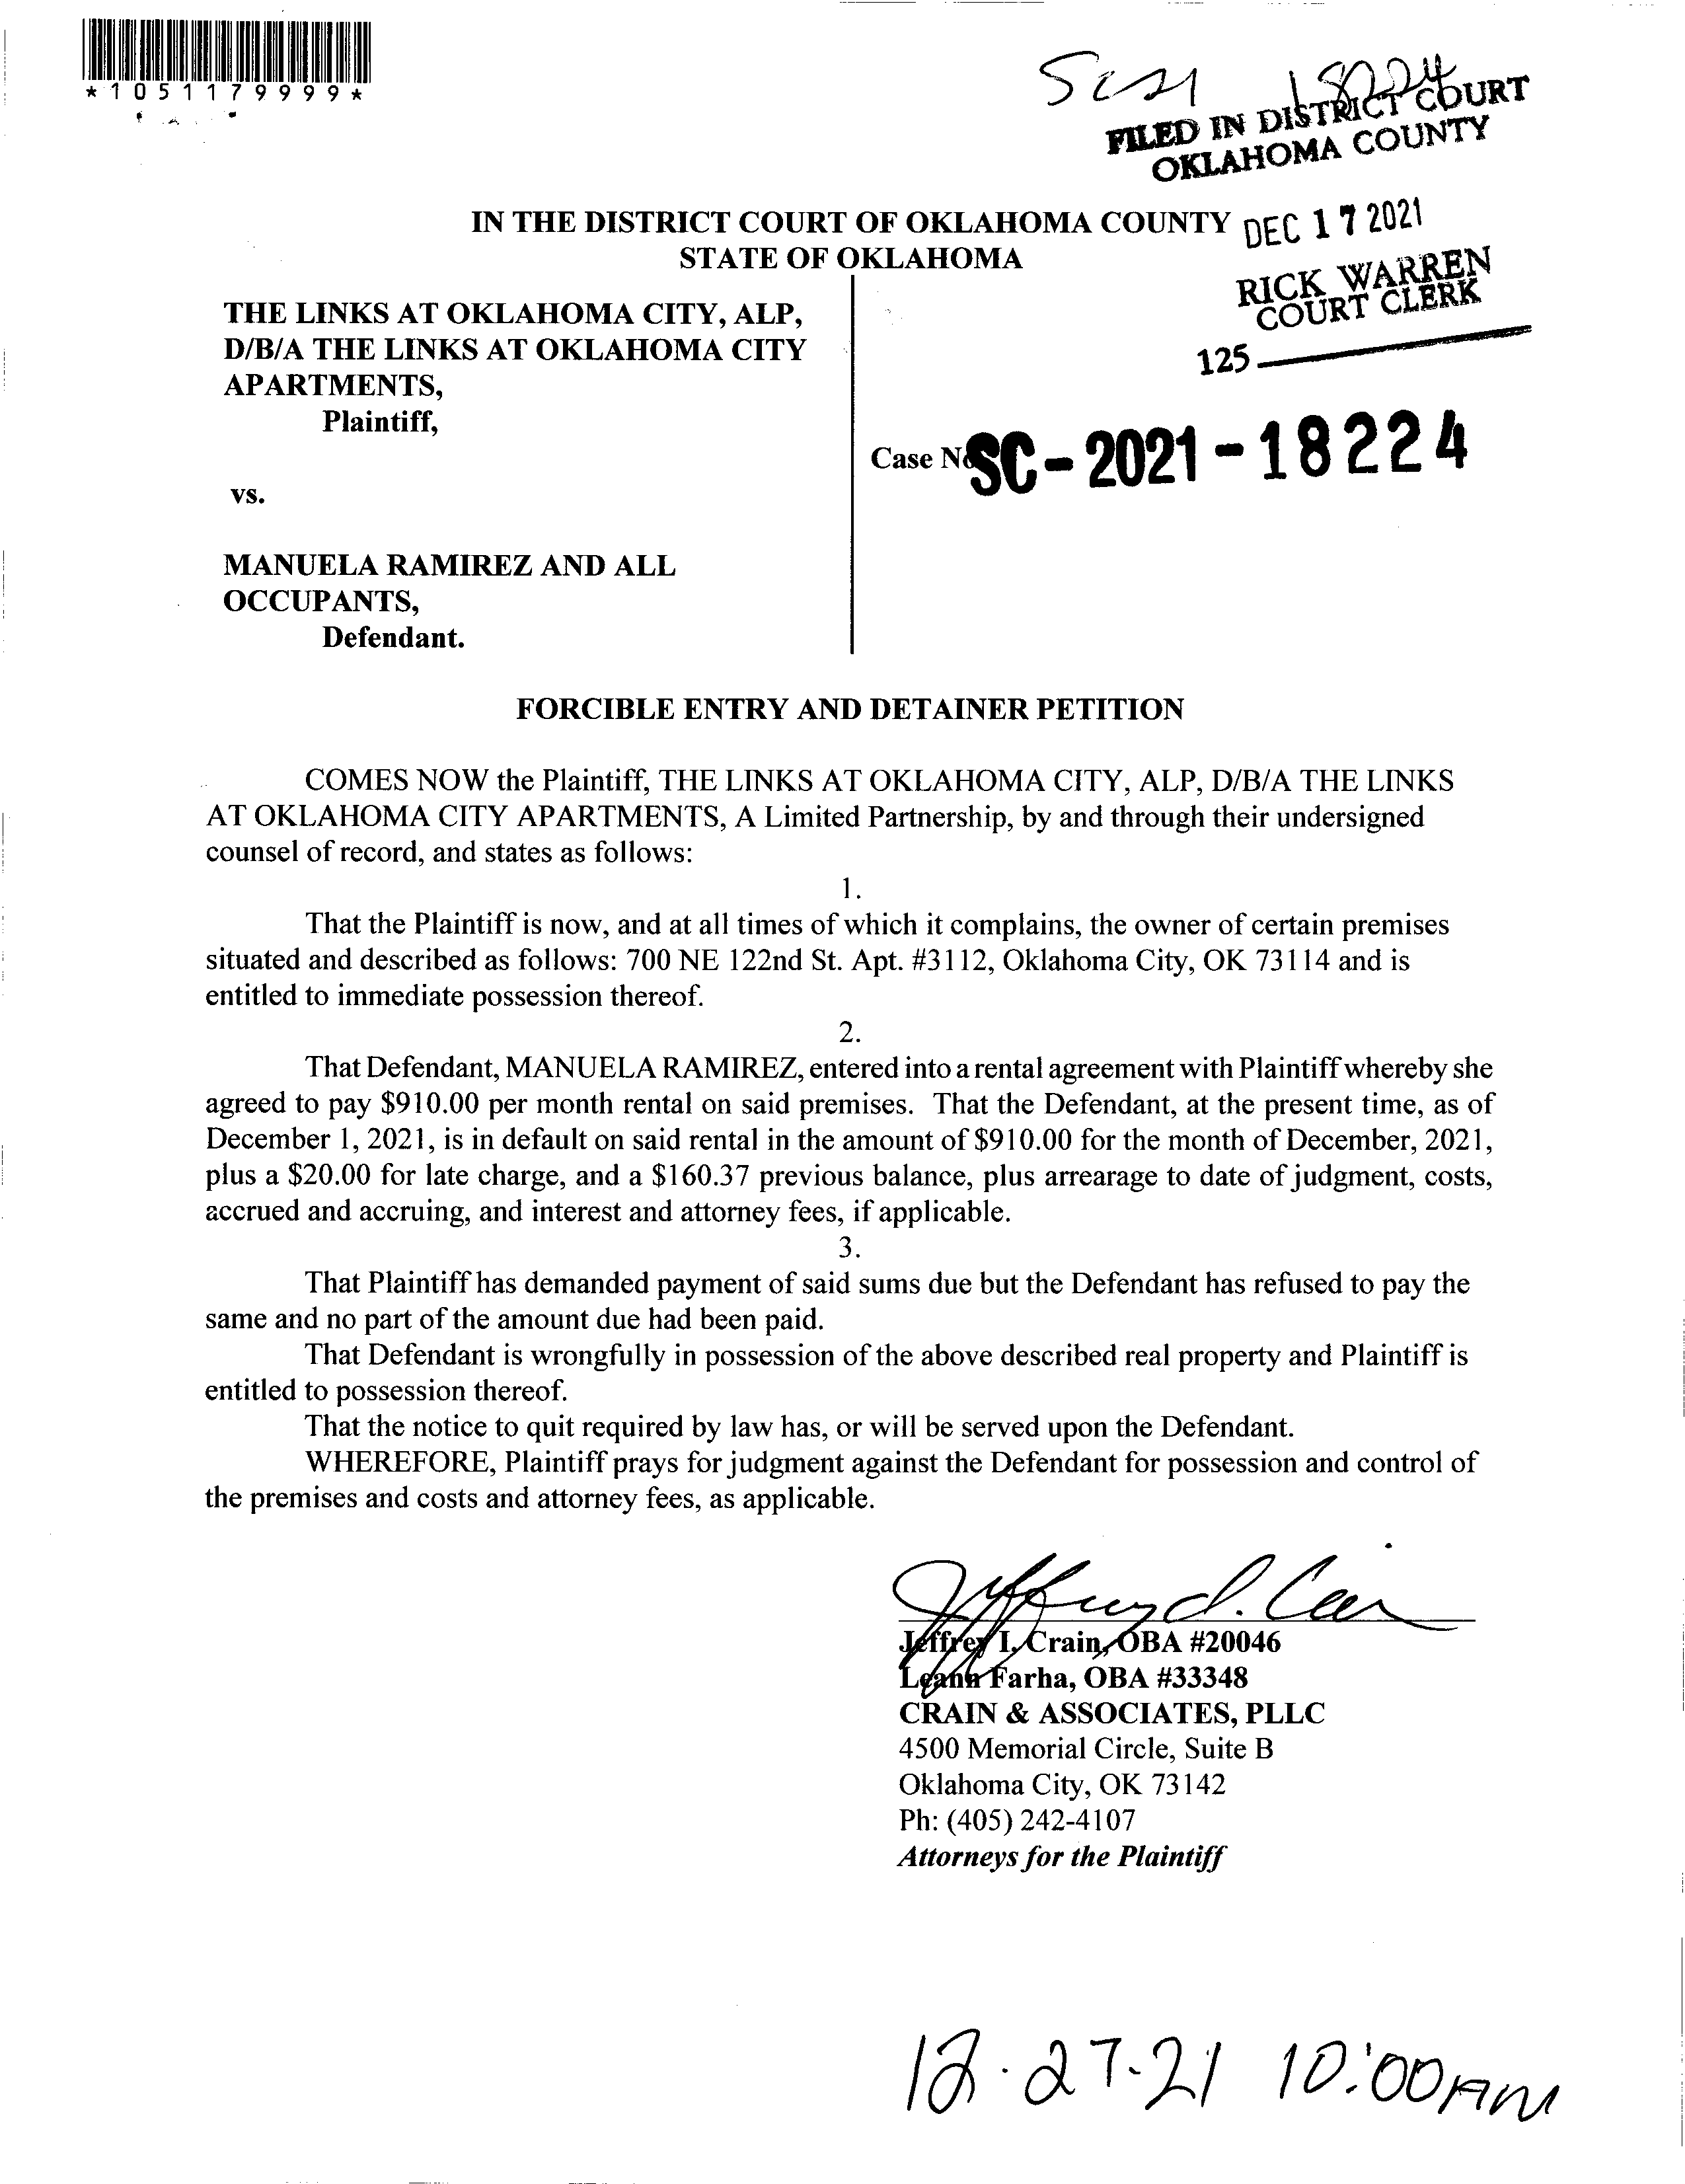 *1051179999*
SC21 18224
FILED IN DISTRICT COURT
OKLAHOMA COUNTY
IN THE DISTRICT COURT OF OKLAHOMA COUNTY
DEC 17 2021
STATE OF OKLAHOMA
RICK WARREN
COURT CLERK
125
THE LINKS AT OKLAHOMA CITY, ALP,
D/B/A THE LINKS AT OKLAHOMA CITY
APARTMENTS,
Plaintiff,
Case No SC-2021-18224
vs.
MANUELA RAMIREZ AND ALL
OCCUPANTS,
Defendant.
FORCIBLE ENTRY AND DETAINER PETITION
COMES NOW the Plaintiff, THE LINKS AT OKLAHOMA CITY, ALP, D/B/A THE LINKS
AT OKLAHOMA CITY APARTMENTS, A Limited Partnership, by and through their undersigned
counsel of record, and states as follows:
1.
That the Plaintiff is now, and at all times of which it complains, the owner of certain premises
situated and described as follows: 700 NE 122nd St. Apt. #3112, Oklahoma City, OK 73114 and is
entitled to immediate possession thereof.
2.
That Defendant, MANUELA RAMIREZ, entered into a rental agreement with Plaintiff whereby she
agreed to pay $910.00 per month rental on said premises. That the Defendant, at the present time, as of
December 1, 2021, is in default on said rental in the amount of $910.00 for the month of December, 2021,
plus a $20.00 for late charge, and a $160.37 previous balance, plus arrearage to date of judgment, costs,
accrued and accruing, and interest and attorney fees, if applicable.
3.
That Plaintiff has demanded payment of said sums due but the Defendant has refused to pay the
same and no part of the amount due had been paid.
That Defendant is wrongfully in possession of the above described real property and Plaintiff is
entitled to possession thereof.
That the notice to quit required by law has, or will be served upon the Defendant.
WHEREFORE, Plaintiff prays for judgment against the Defendant for possession and control of
the premises and costs and attorney fees, as applicable.
Jeffrey I. Crain
Jeffrey I. Crain, OBA #20046
Leann Farha, OBA #33348
CRAIN & ASSOCIATES, PLLC
4500 Memorial Circle, Suite B
Oklahoma City, OK 73142
Ph: (405) 242-4107
Attorneys for the Plaintiff
12.27.21 10:00AM